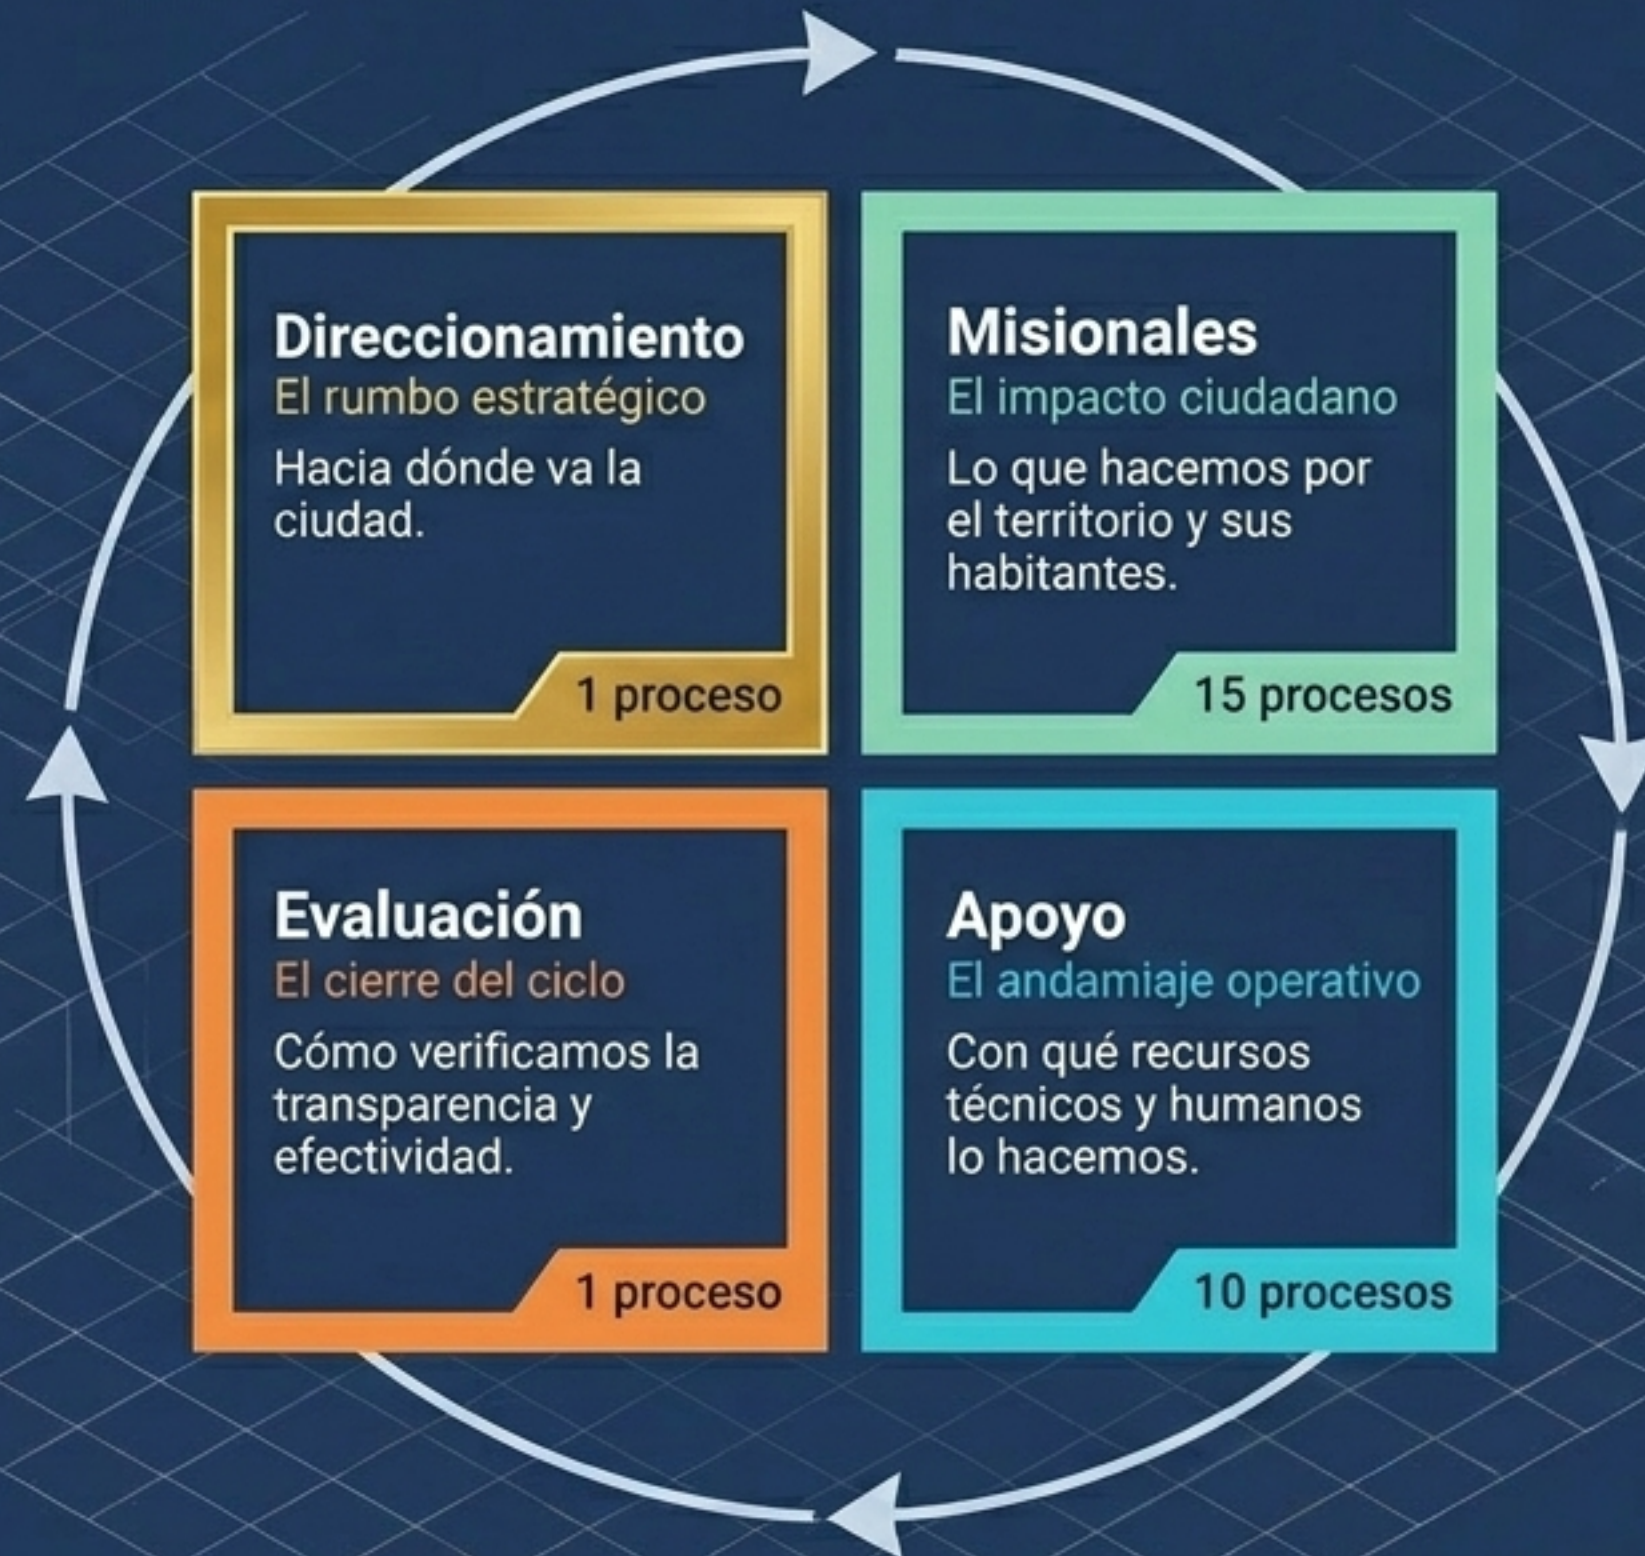 Direccionamiento
El rumbo estratégico
Hacia dónde va la
ciudad.
1 proceso
Misionales
El impacto ciudadano
Lo que hacemos por
el territorio y sus
habitantes.
15 procesos
Evaluación
El cierre del ciclo
Cómo verificamos la
transparencia y
efectividad.
1 proceso
Apoyo
El andamiaje operativo
Con qué recursos
técnicos y humanos
lo hacemos.
10 procesos